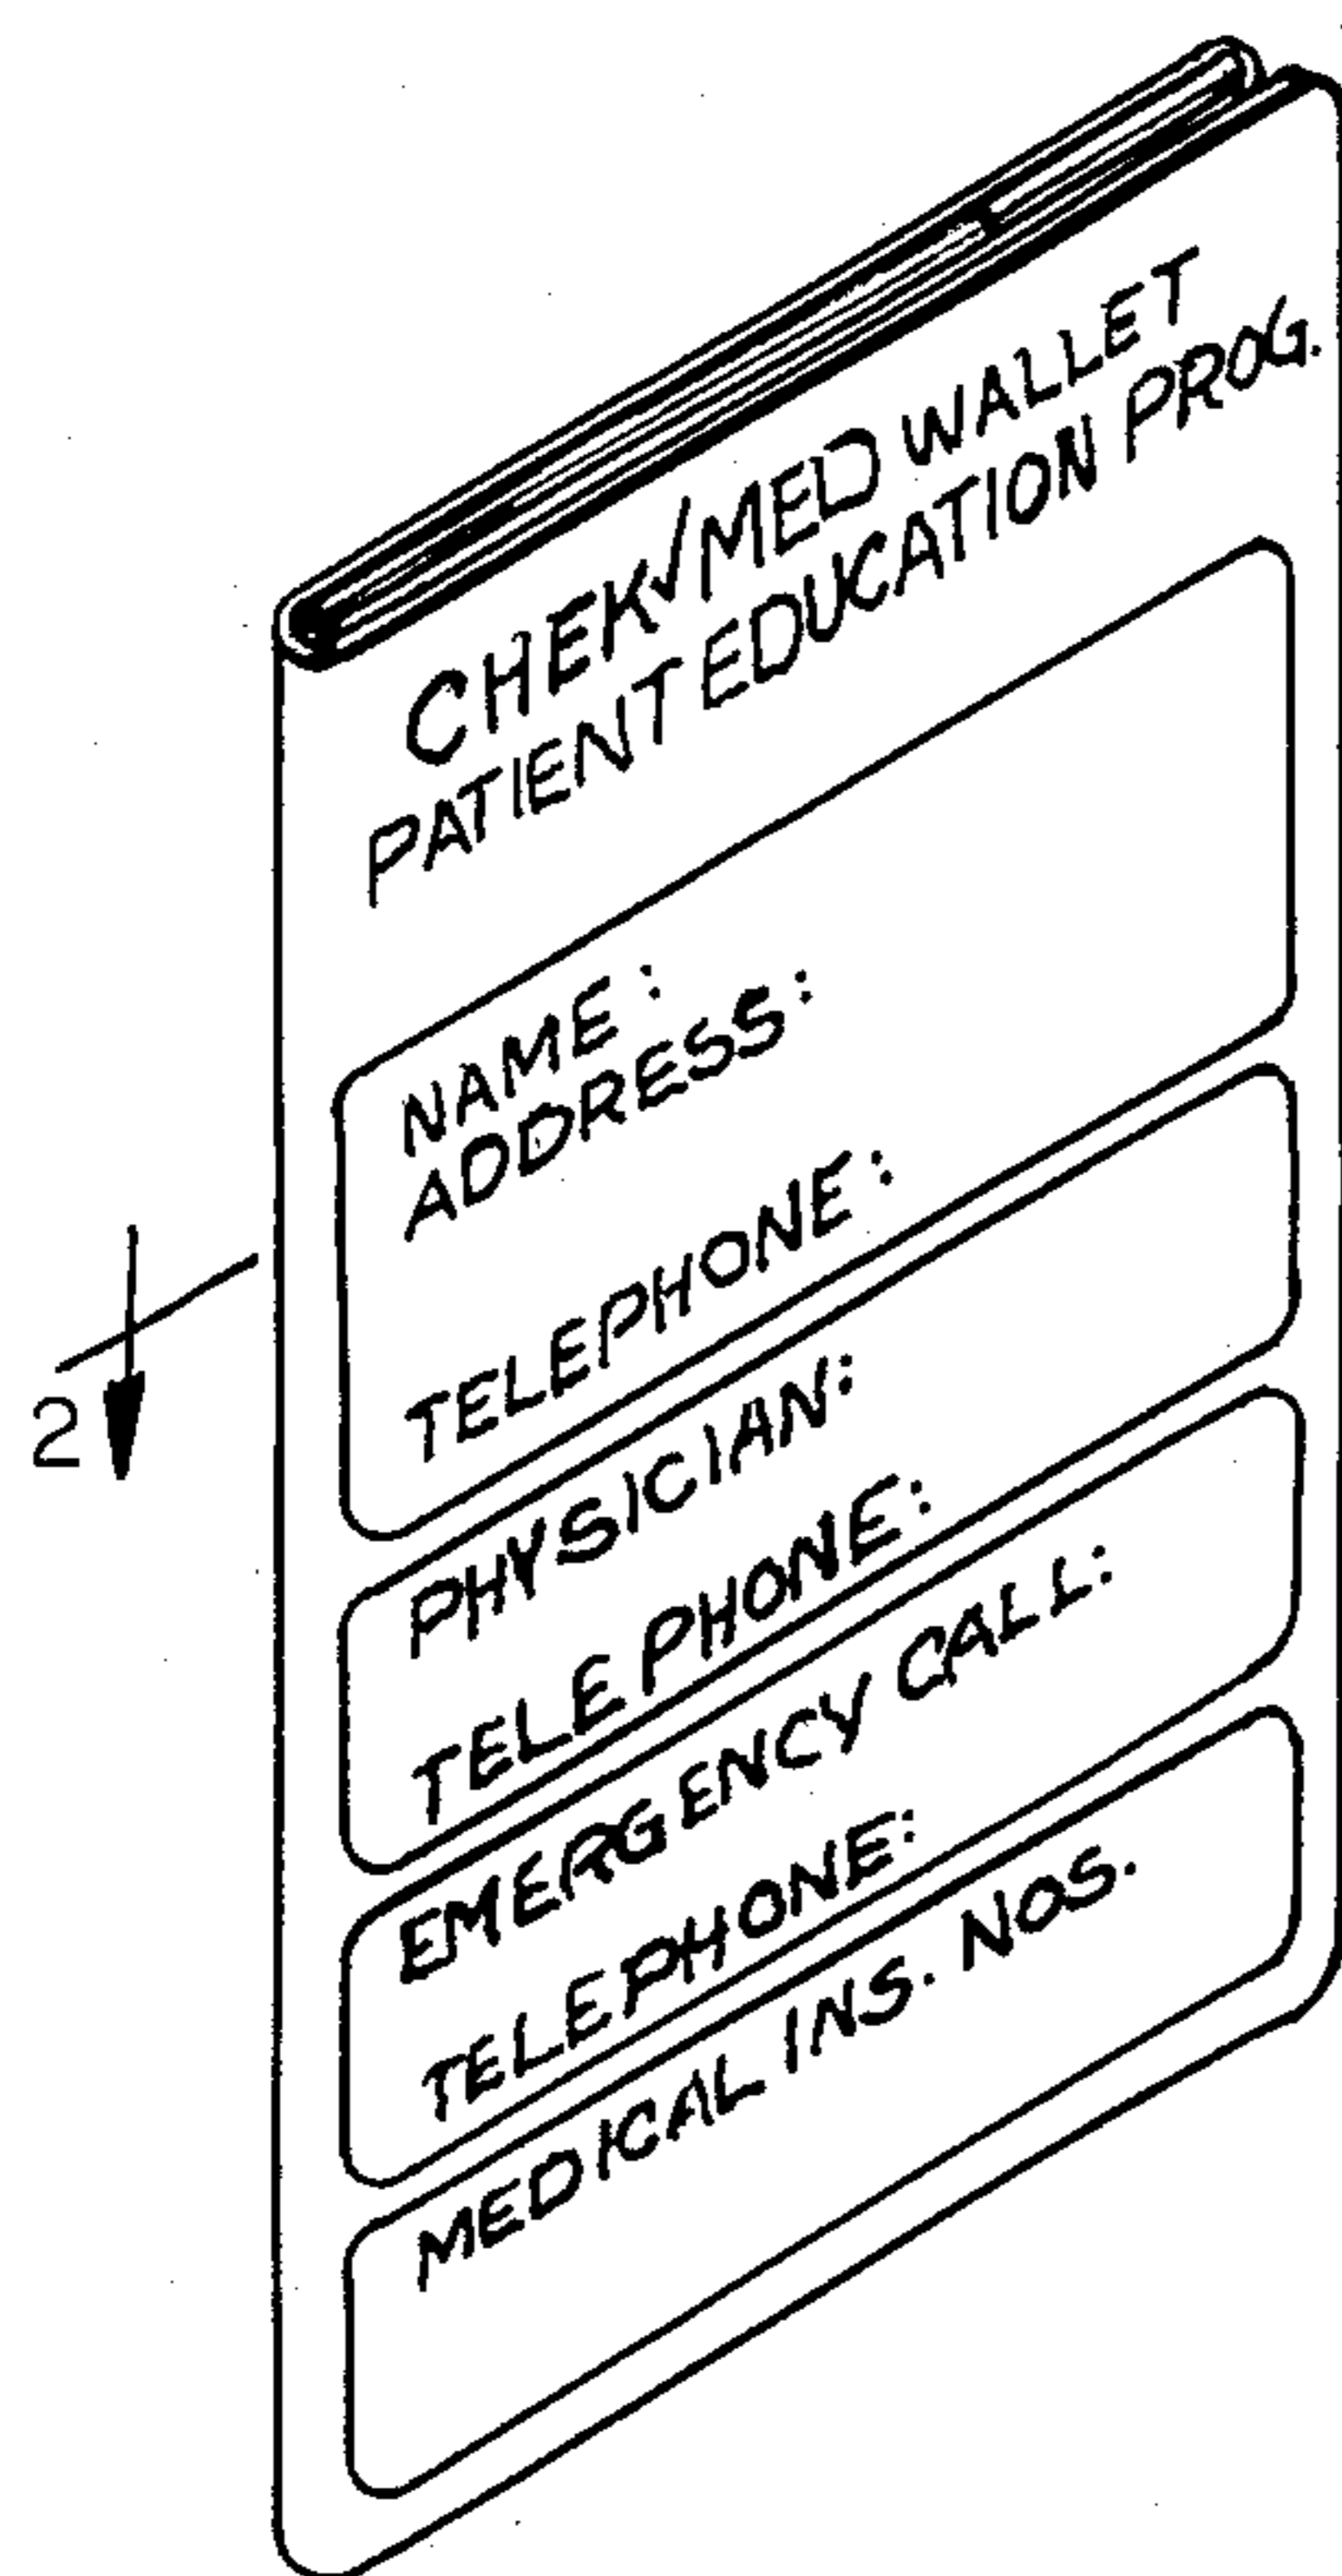 CHEK√MED WALLET
PATIENT EDUCATION PROG.
NAME:
ADDRESS:
TELEPHONE:
PHYSICIAN:
TELEPHONE:
EMERGENCY CALL:
TELEPHONE:
MEDICAL INS. NOS.
2